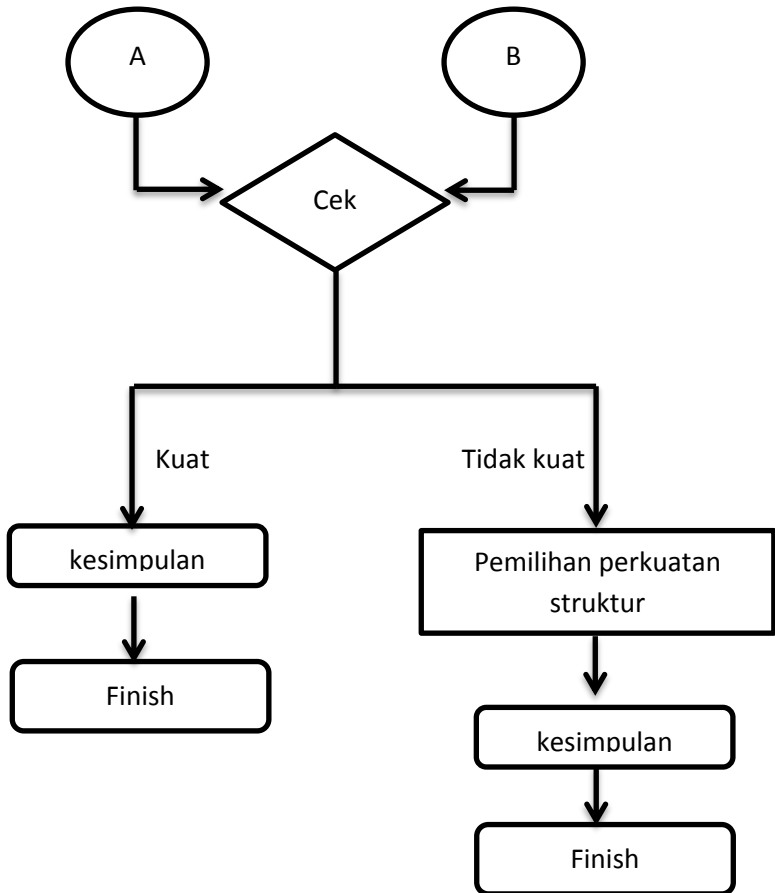 A
B
Cek
Kuat
Tidak kuat
kesimpulan
Pemilihan perkuatan
struktur
Finish
kesimpulan
Finish